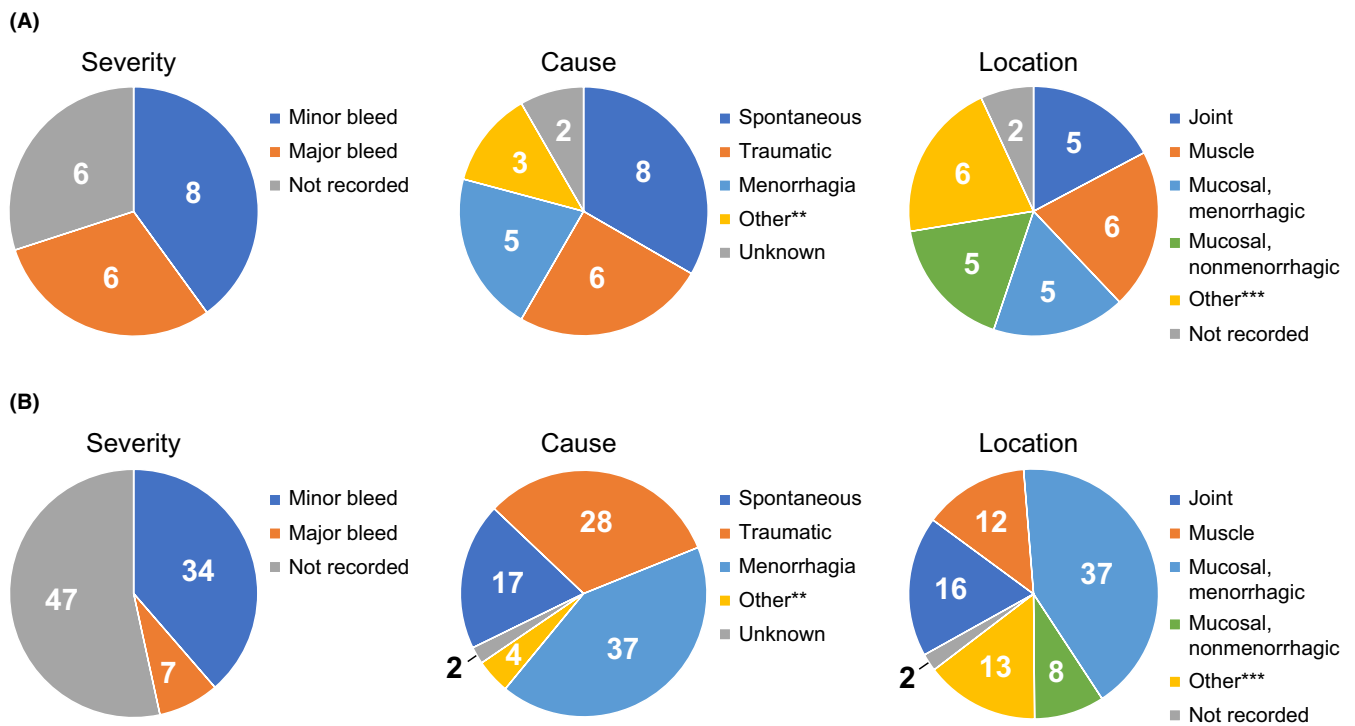 (A)
Severity
8
6
6
Minor bleed
Major bleed
Not recorded
Cause
8
6
5
3
2
Spontaneous
Traumatic
Menorrhagia
Other**
Unknown
Location
5
6
5
5
6
2
Joint
Muscle
Mucosal,
menorrhagic
Mucosal,
nonmenorrhagic
Other***
Not recorded
(B)
Severity
34
7
47
Minor bleed
Major bleed
Not recorded
Cause
17
28
37
4
2
Spontaneous
Traumatic
Menorrhagia
Other**
Unknown
Location
16
12
37
8
13
2
Joint
Muscle
Mucosal,
menorrhagic
Mucosal,
nonmenorrhagic
Other***
Not recorded